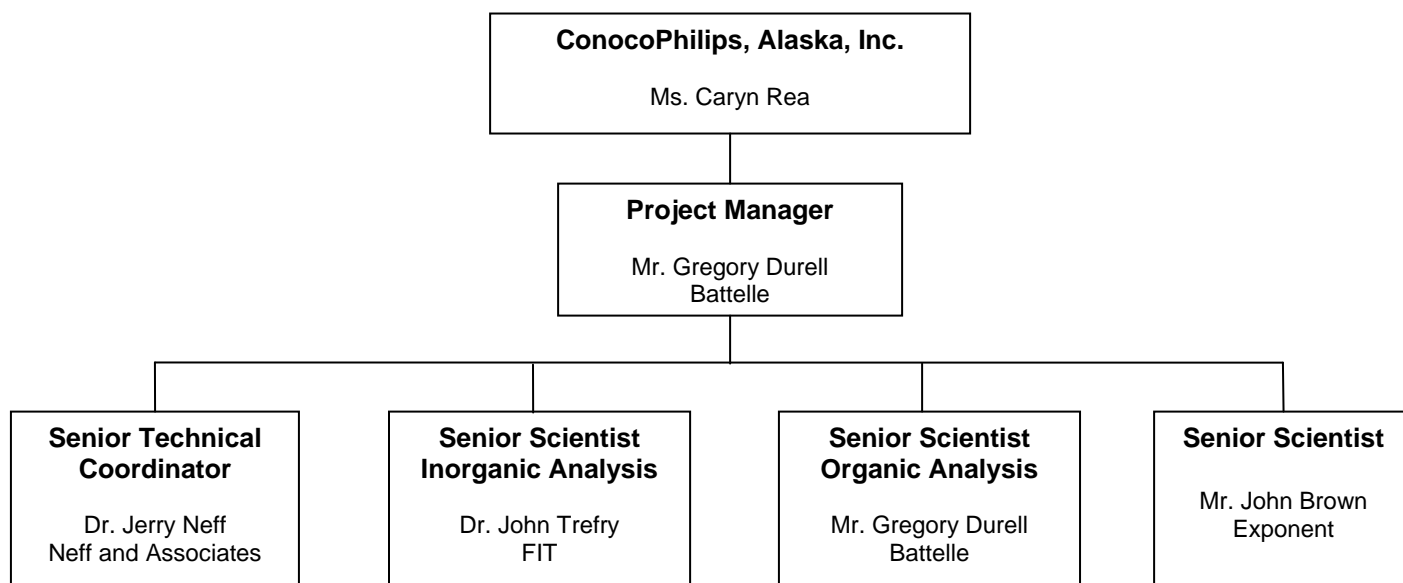 ConocoPhilips, Alaska, Inc.
Ms. Caryn Rea
Project Manager
Mr. Gregory Durell
Battelle
Senior Technical
Coordinator
Dr. Jerry Neff
Neff and Associates
Senior Scientist
Inorganic Analysis
Dr. John Trefry
FIT
Senior Scientist
Organic Analysis
Mr. Gregory Durell
Battelle
Senior Scientist
Mr. John Brown
Exponent